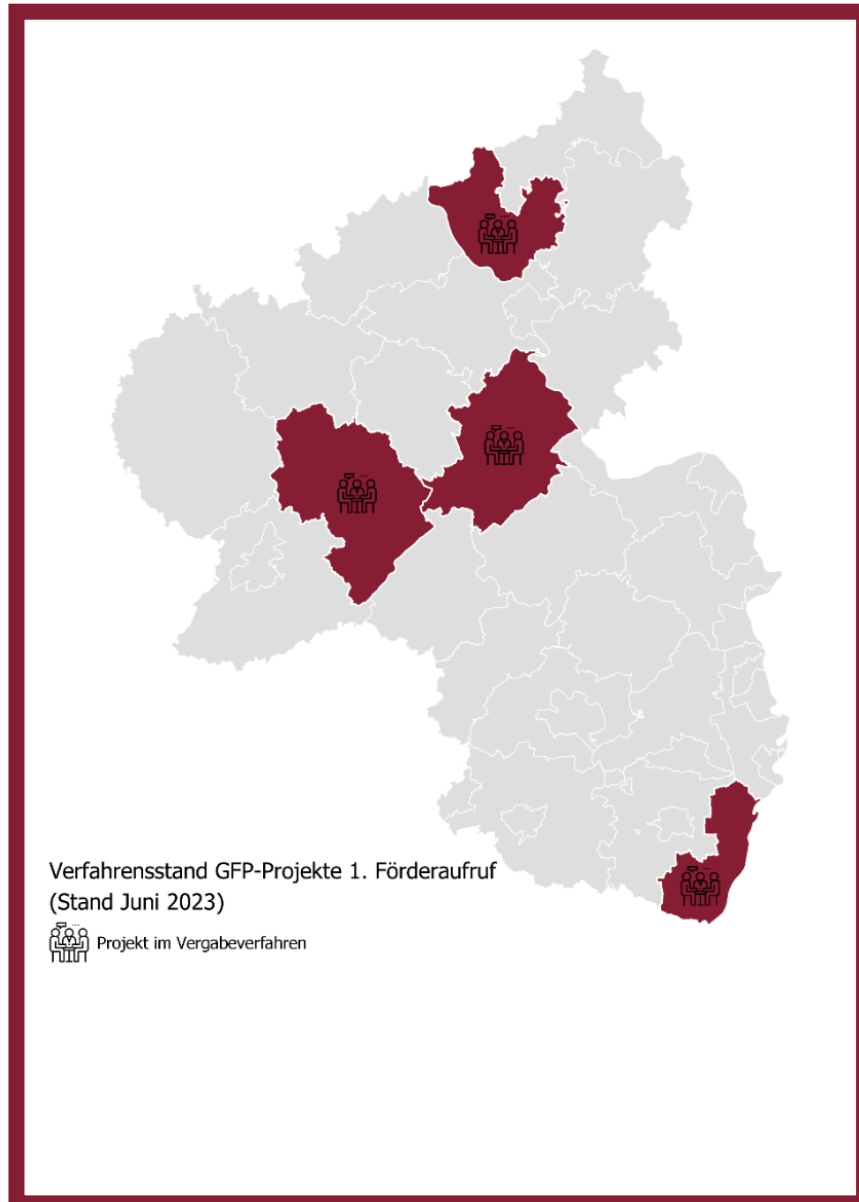 Verfahrensstand GFP-Projekte 1. Förderaufruf
(Stand Juni 2023)
Projekt im Vergabeverfahren